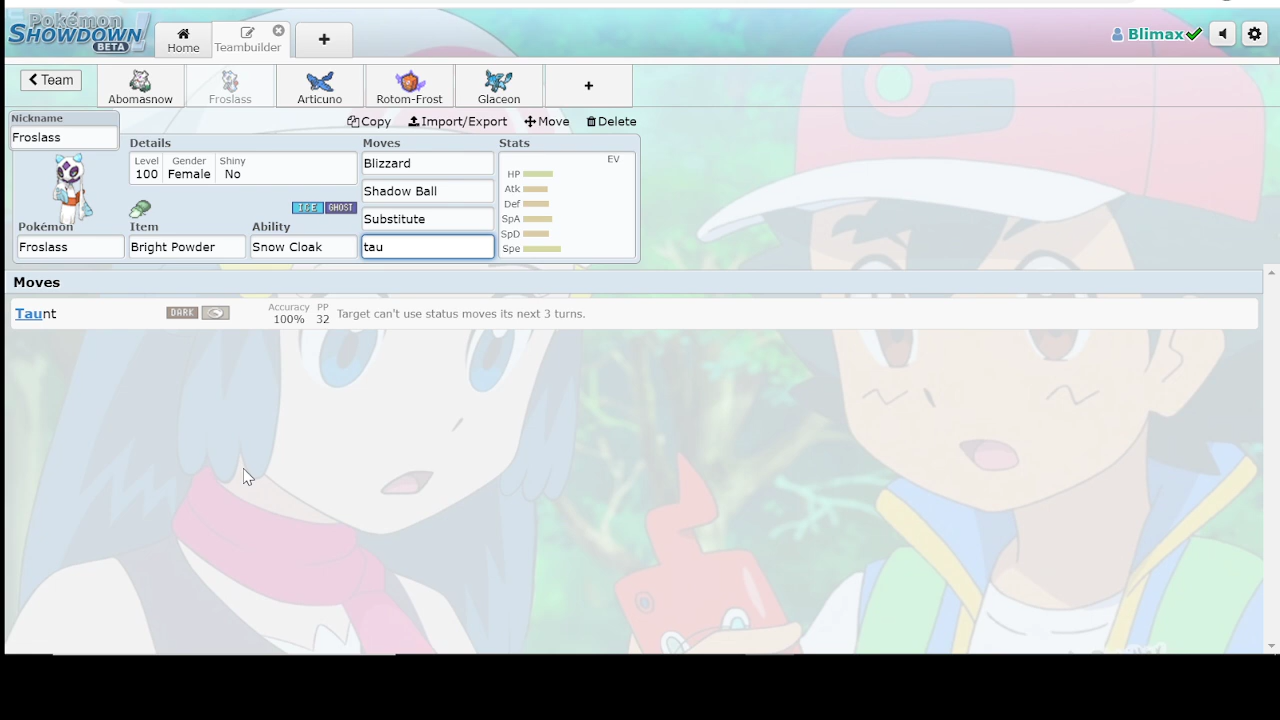 Pokémon
SHOWDOWN
BETA
Home
Teambuilder
+
Blimax
Team
Abomasnow
Froslass
Articuno
Rotom-Frost
Glaceon
+
Copy
Import/Export
Move
Delete
Nickname
Froslass
Details
Level
Gender
Shiny
100
Female
No
Moves
Blizzard
Shadow Ball
Substitute
tau
Stats
EV
HP
Atk
Def
SpA
SpD
Spe
ICE
GHOST
Pokémon
Item
Ability
Froslass
Bright Powder
Snow Cloak
Moves
Taunt
DARK
Accuracy
100%
PP
32
Target can't use status moves its next 3 turns.